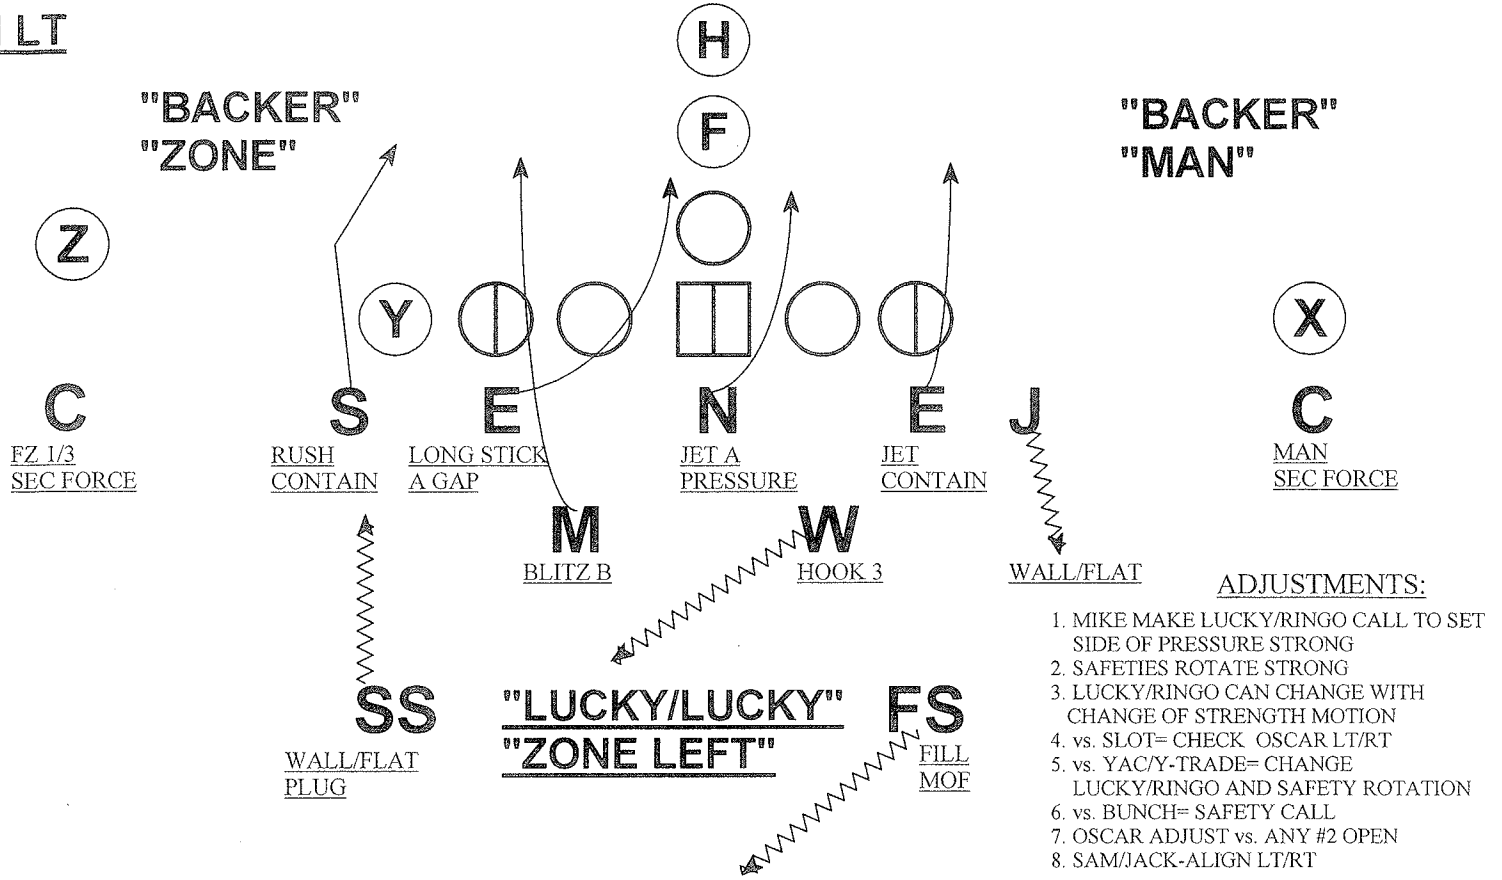 LT
H
"BACKER"
"ZONE"
F
"BACKER"
"MAN"
Z
Y
X
C
S
E
N
E
J
C
FZ 1/3
SEC FORCE
RUSH
CONTAIN
LONG STICK
A GAP
JET A
PRESSURE
JET
CONTAIN
MAN
SEC FORCE
M
BLITZ B
W
HOOK 3
WALL/FLAT
SS
WALL/FLAT
PLUG
"LUCKY/LUCKY"
"ZONE LEFT"
FS
FILL
MOF
ADJUSTMENTS:
1. MIKE MAKE LUCKY/RINGO CALL TO SET
SIDE OF PRESSURE STRONG
2. SAFETIES ROTATE STRONG
3. LUCKY/RINGO CAN CHANGE WITH
CHANGE OF STRENGTH MOTION
4. vs. SLOT= CHECK OSCAR LT/RT
5. vs. YAC/Y-TRADE= CHANGE
LUCKY/RINGO AND SAFETY ROTATION
6. vs. BUNCH= SAFETY CALL
7. OSCAR ADJUST vs. ANY #2 OPEN
8. SAM/JACK-ALIGN LT/RT